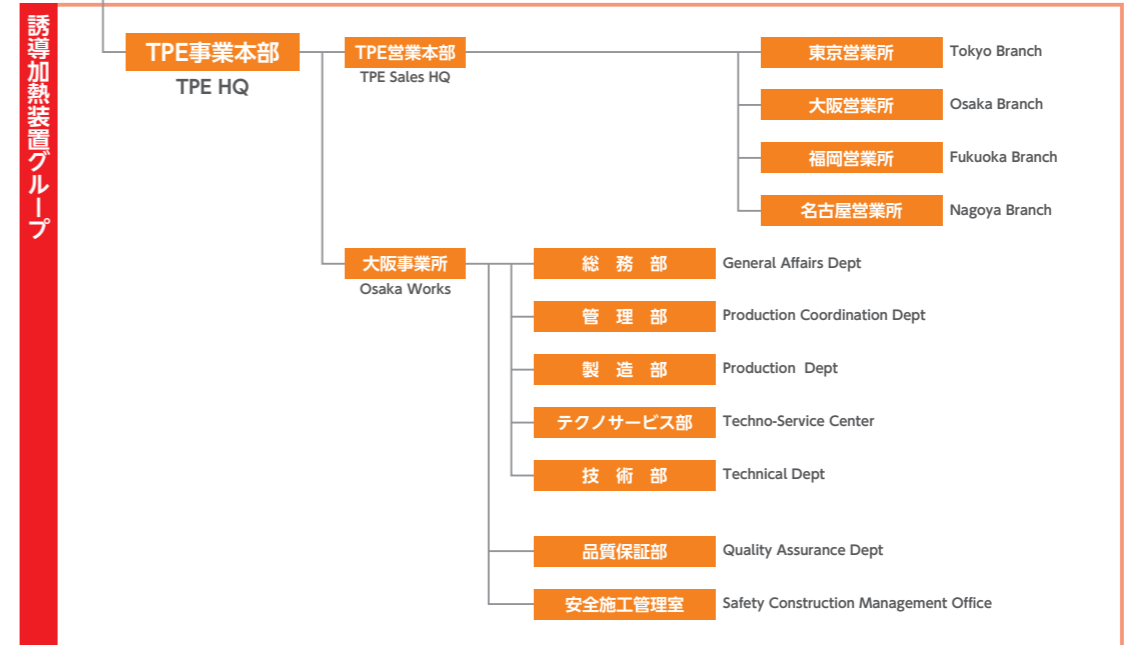 誘導加熱装置グループ
TPE事業本部
TPE HQ
TPE営業本部
TPE Sales HQ
東京営業所 Tokyo Branch
大阪営業所 Osaka Branch
福岡営業所 Fukuoka Branch
名古屋営業所 Nagoya Branch
大阪事業所
Osaka Works
総 務 部 General Affairs Dept
管 理 部 Production Coordination Dept
製 造 部 Production Dept
テクノサービス部 Techno-Service Center
技 術 部 Technical Dept
品質保証部 Quality Assurance Dept
安全施工管理室 Safety Construction Management Office